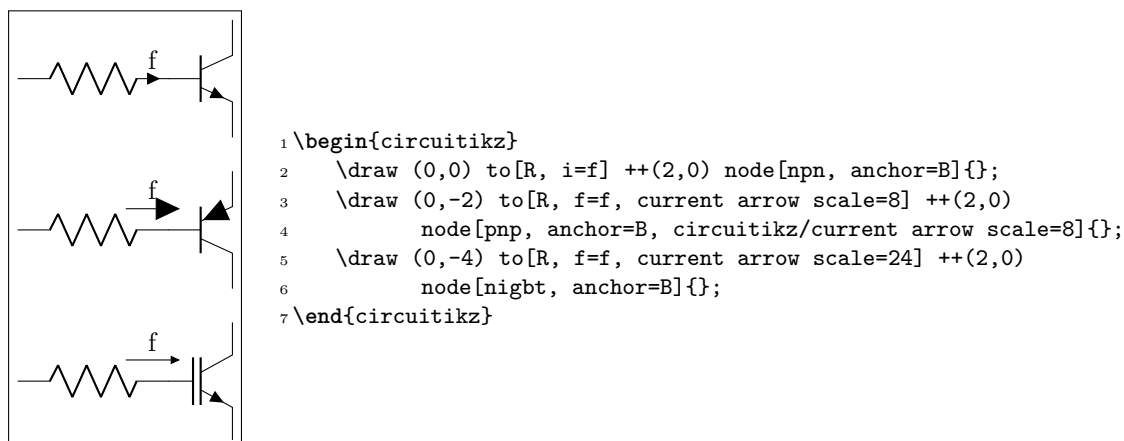 f
f
f
1 \begin{circuitikz}
2     \draw (0,0) to[R, i=f] ++(2,0) node[npn, anchor=B]{};
3     \draw (0,-2) to[R, f=f, current arrow scale=8] ++(2,0)
4             node[pnp, anchor=B, circuitikz/current arrow scale=8]{};
5     \draw (0,-4) to[R, f=f, current arrow scale=24] ++(2,0)
6             node[nigbt, anchor=B]{};
7 \end{circuitikz}